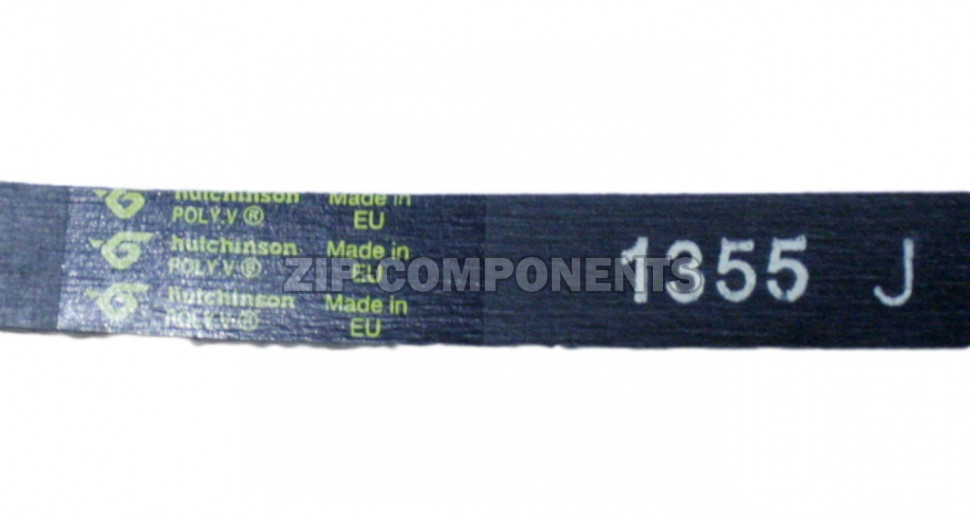 hutchinson Made in
POLY.V ® EU
hutchinson Made in
POLY.V ® EU
hutchinson Made in
POLY.V ® EU
ZIP-COMPONENTS
1355 J